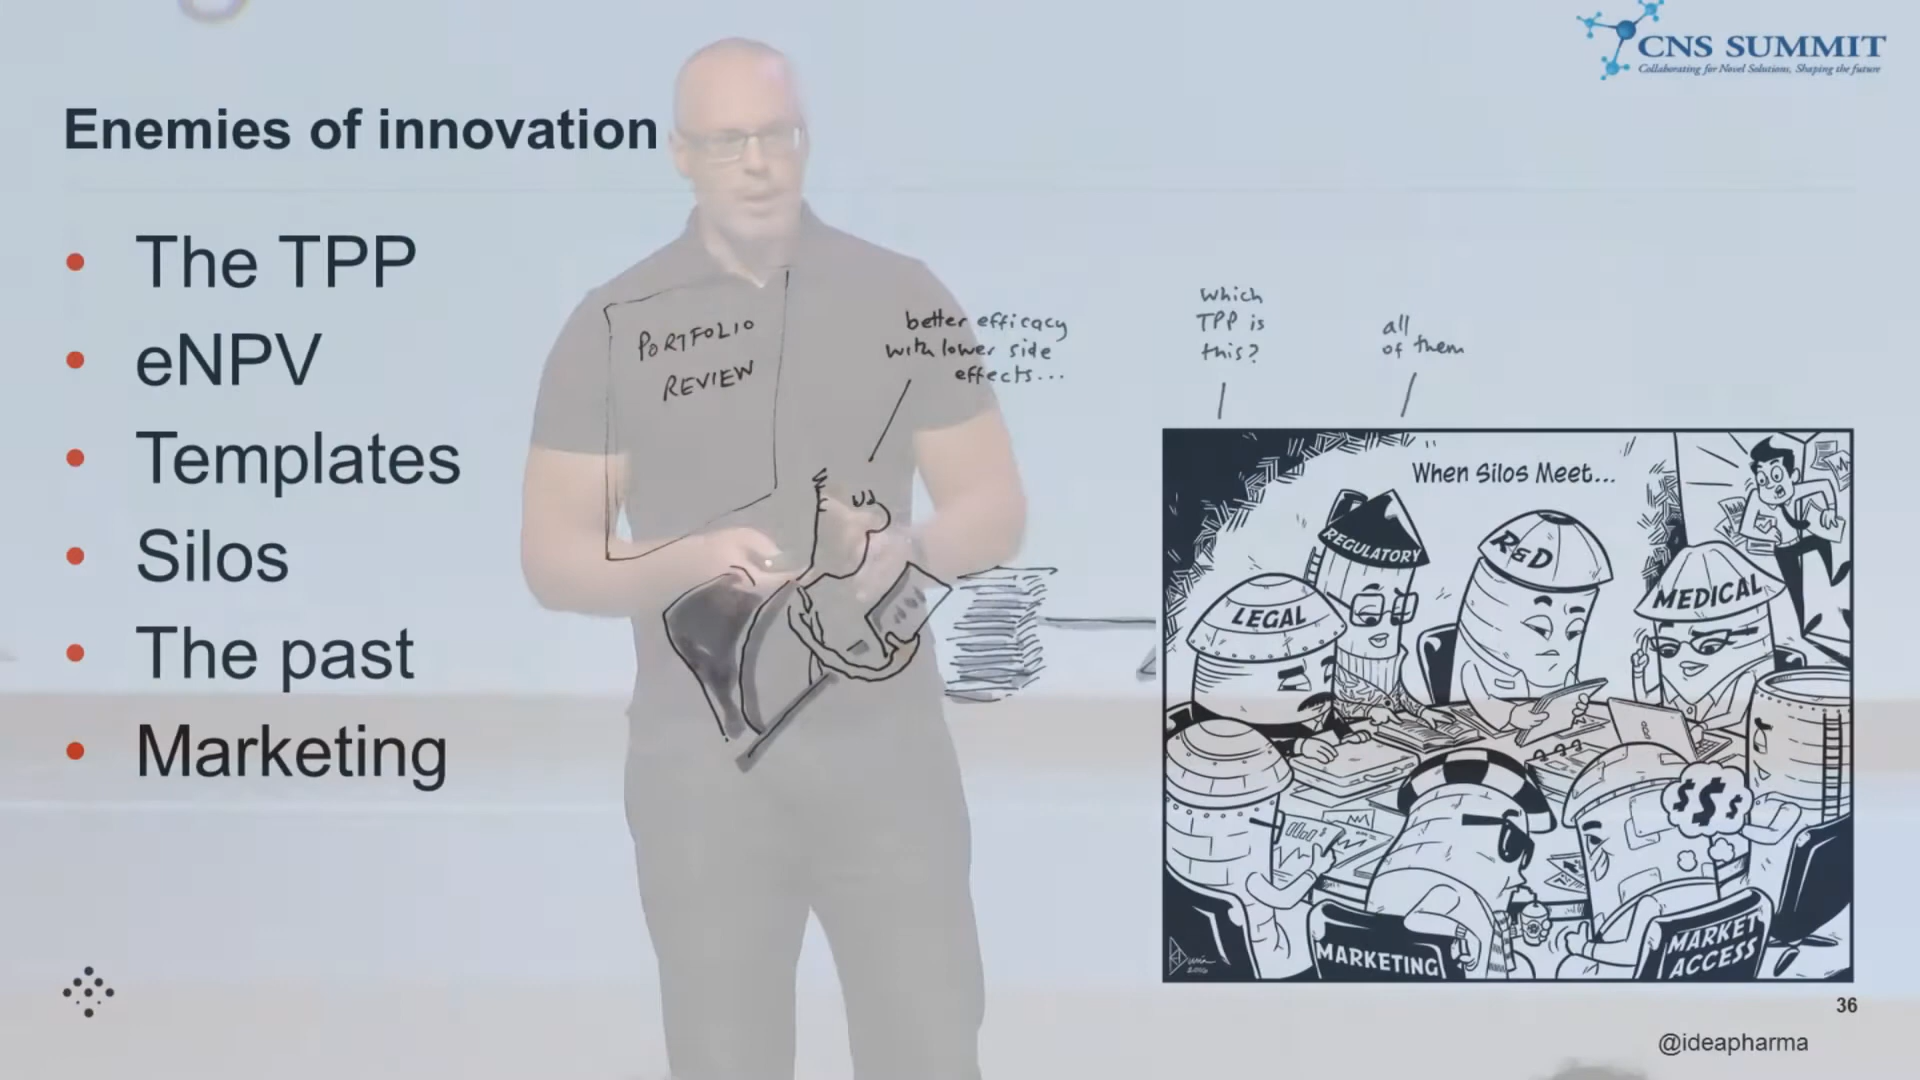 CNS SUMMIT
Collaborating for Novel Solutions, Shaping the future
Enemies of innovation
• The TPP
• eNPV
• Templates
• Silos
• The past
• Marketing
PORTFOLIO
REVIEW
better efficacy
with lower side
effects...
which
TPP is
this?
all
of them
When Silos Meet...
REGULATORY
R&D
LEGAL
MEDICAL
$$$
MARKETING
MARKET
ACCESS
2016
36
@ideapharma